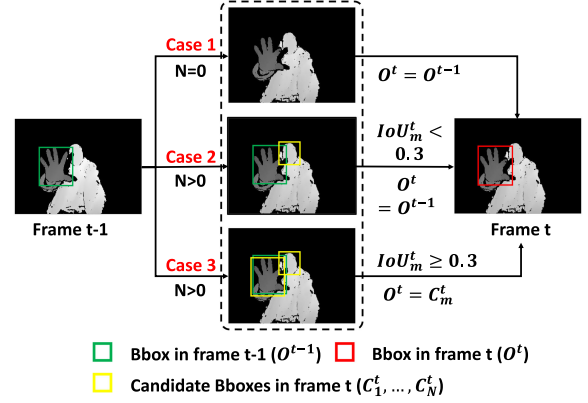 Case 1
N=0
O^t = O^{t-1}
Case 2
N>0
IoU_m^t <
0.3
O^t
= O^{t-1}
Frame t-1
Frame t
Case 3
N>0
IoU_m^t ≥ 0.3
O^t = C_m^t
Bbox in frame t-1 (O^{t-1})
Bbox in frame t (O^t)
Candidate Bboxes in frame t (C_1^t, ..., C_N^t)